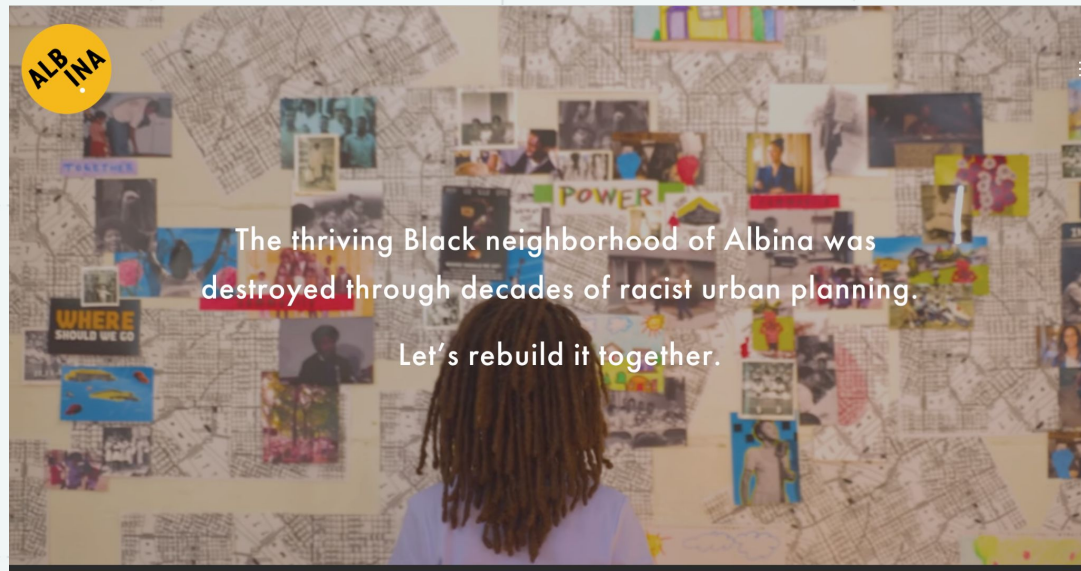 ALB
INA
TOGETHER
POWER
The thriving Black neighborhood of Albina was
destroyed through decades of racist urban planning.
WHERE
SHOULD WE GO
Let's rebuild it together.